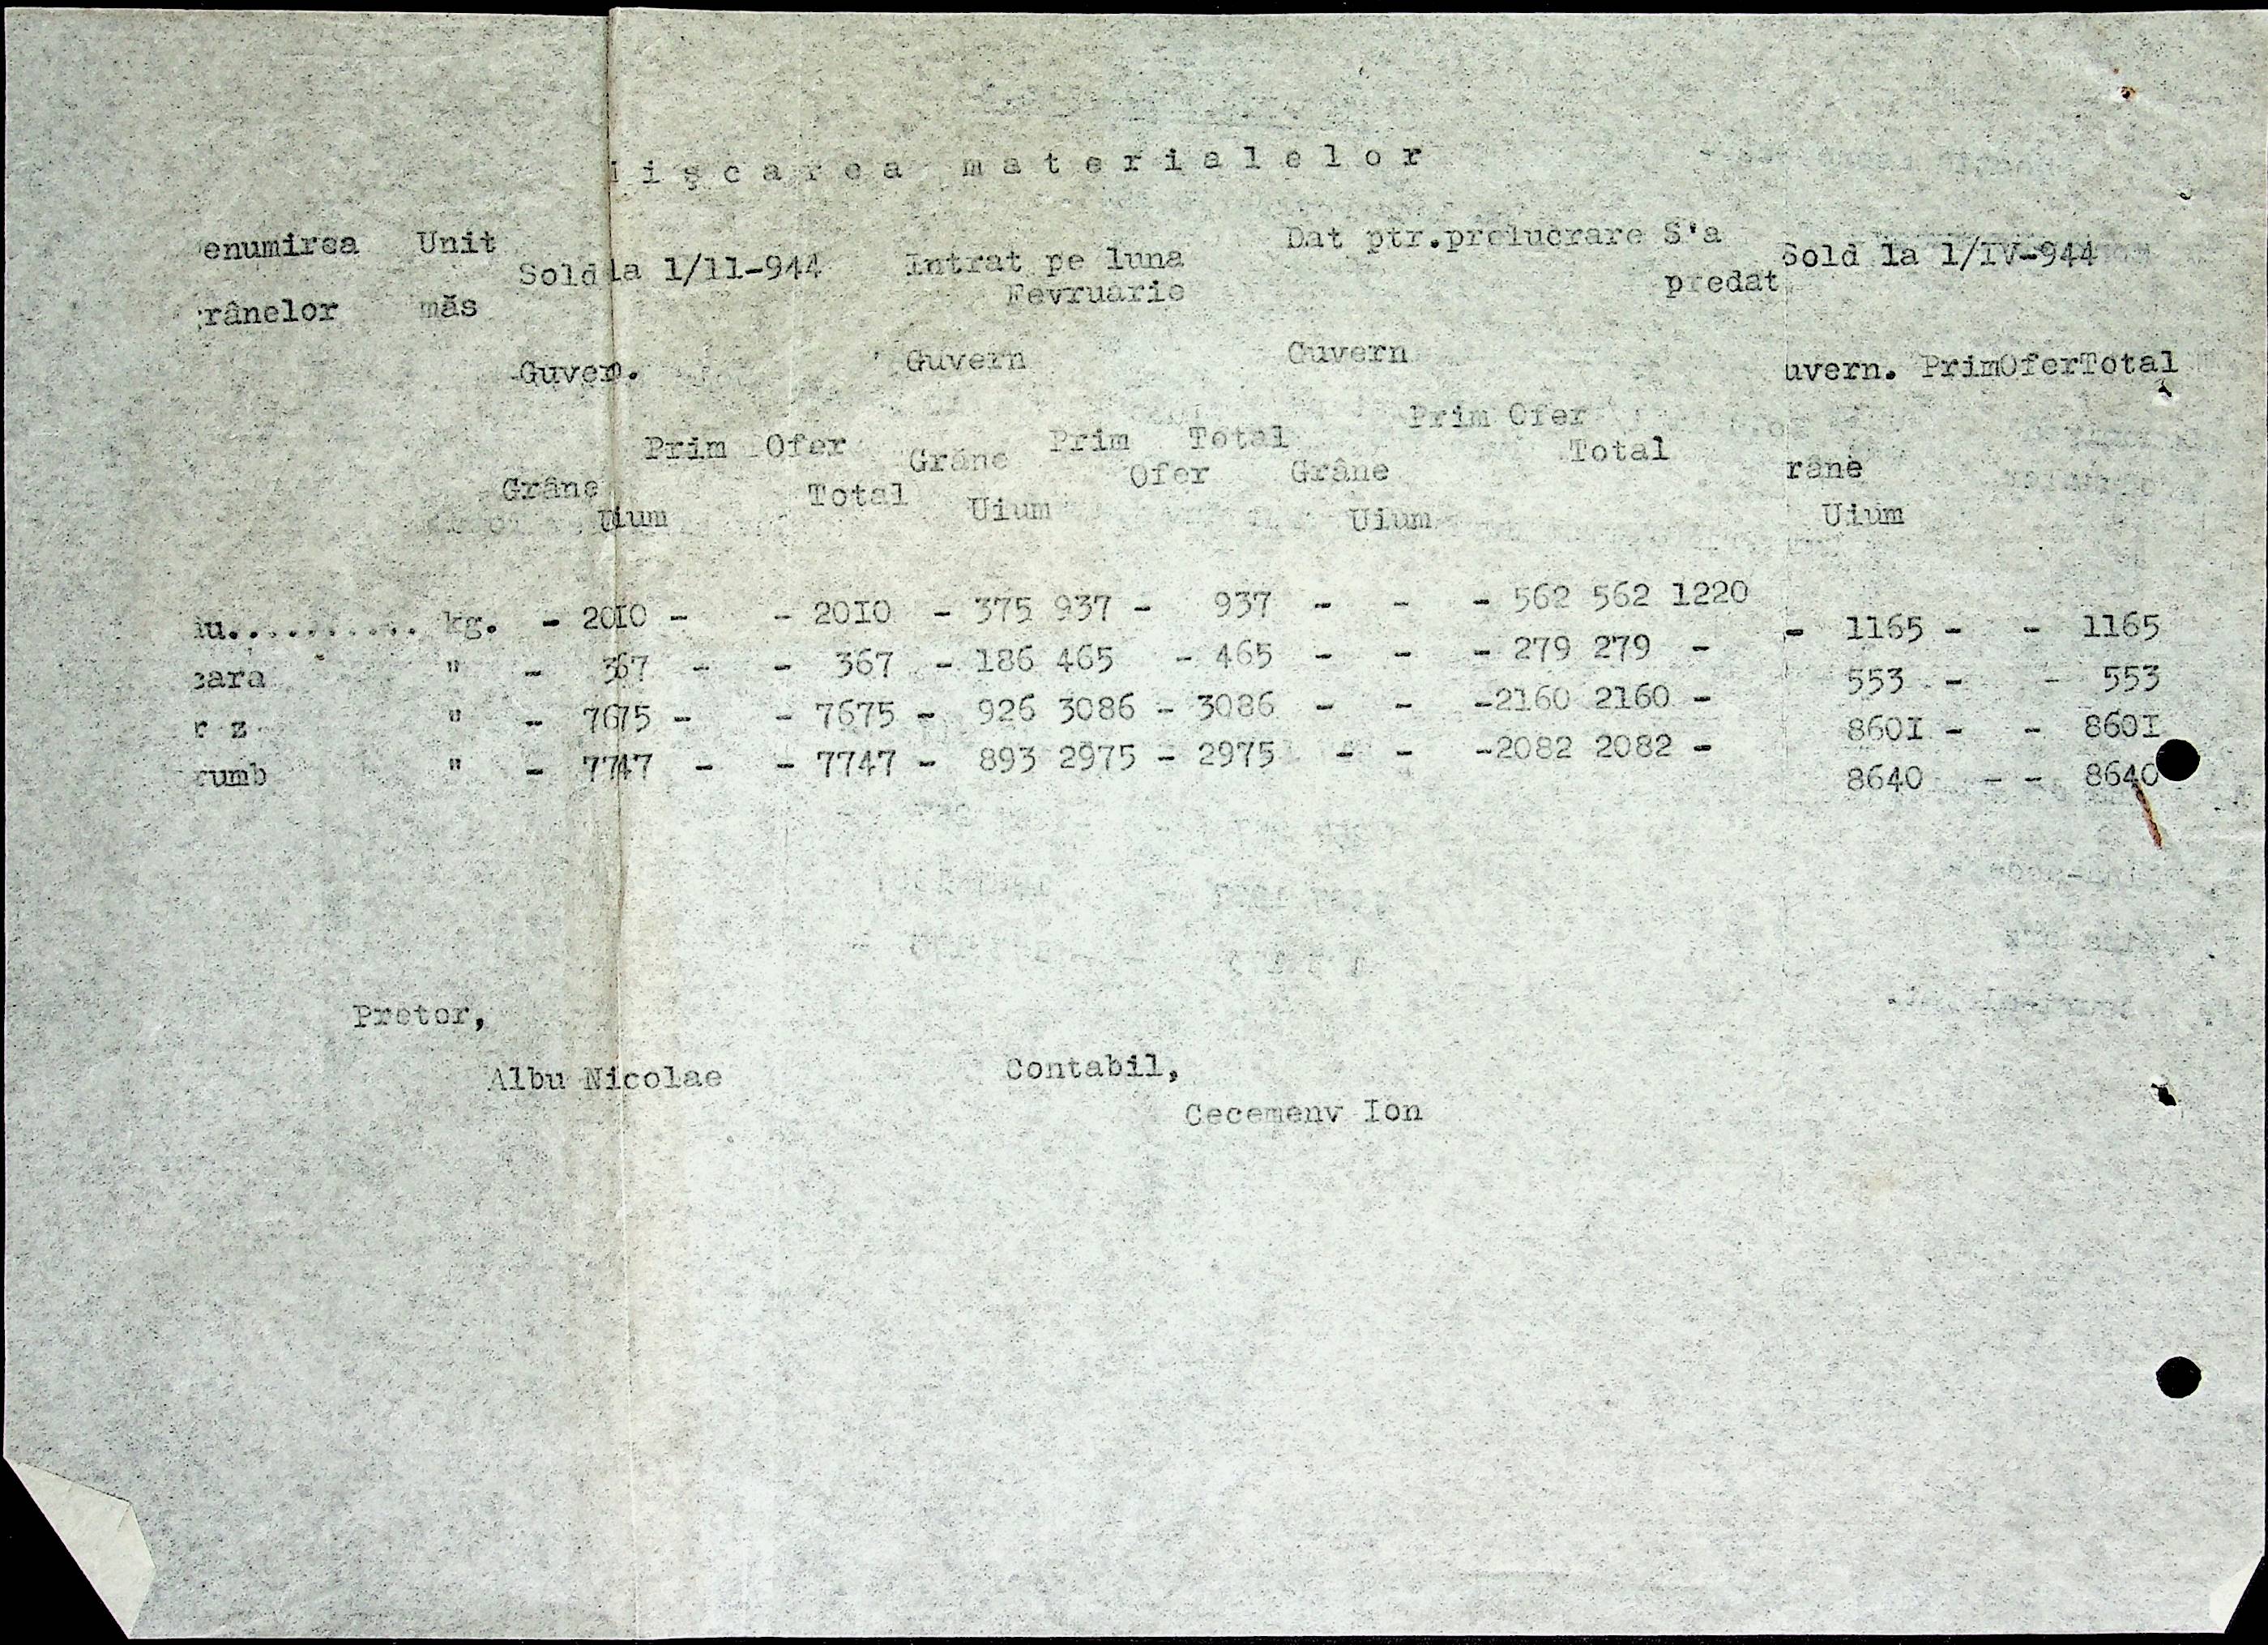 işcarea materialelor
enumirea Unit Sold la 1/11-944 Intrat pe luna Dat ptr.prelucrare S'a Sold la 1/IV-944
Fevruarie predat
rânelor măs
Guvern. Guvern Guvern uvern. PrimOferTotal
Prim Ofer Prim Total Prim Ofer
Grâne Total Grâne Ofer Grâne Total râne
Uium Uium Uium Uium
u.......... kg. - 2010 - - 2010 - 375 937 - 937 - - - 562 562 1220 - 1165 - - 1165
cara " - 367 - - 367 - 186 465 - 465 - - - 279 279 - 553 - - 553
r z " - 7675 - - 7675 - 926 3086 - 3086 - - -2160 2160 - 8601 - - 8601
rumb " - 7747 - - 7747 - 893 2975 - 2975 - - -2082 2082 - 8640 - - 8640
Pretor,
Albu Nicolae
Contabil,
Cecemenv Ion